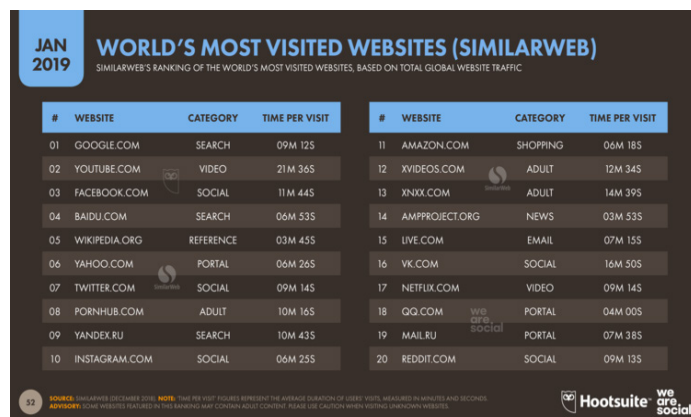 JAN
2019
WORLD'S MOST VISITED WEBSITES (SIMILARWEB)
SIMILARWEB'S RANKING OF THE WORLD'S MOST VISITED WEBSITES, BASED ON TOTAL GLOBAL WEBSITE TRAFFIC
# WEBSITE CATEGORY TIME PER VISIT
01 GOOGLE.COM SEARCH 09M 12S
02 YOUTUBE.COM VIDEO 21M 36S
03 FACEBOOK.COM SOCIAL 11M 44S
04 BAIDU.COM SEARCH 06M 53S
05 WIKIPEDIA.ORG REFERENCE 03M 45S
06 YAHOO.COM PORTAL 06M 26S
07 TWITTER.COM SOCIAL 09M 14S
08 PORNHUB.COM ADULT 10M 16S
09 YANDEX.RU SEARCH 10M 43S
10 INSTAGRAM.COM SOCIAL 06M 25S
SimilarWeb
# WEBSITE CATEGORY TIME PER VISIT
11 AMAZON.COM SHOPPING 06M 18S
12 XVIDEOS.COM ADULT 12M 34S
13 XNXX.COM ADULT 14M 39S
14 AMPPROJECT.ORG NEWS 03M 53S
15 LIVE.COM EMAIL 07M 15S
16 VK.COM SOCIAL 16M 50S
17 NETFLIX.COM VIDEO 09M 14S
18 QQ.COM PORTAL 04M 00S
19 MAIL.RU PORTAL 07M 38S
20 REDDIT.COM SOCIAL 09M 13S
SimilarWeb
we
are
social
52
SOURCE: SIMILARWEB (DECEMBER 2018). NOTE: 'TIME PER VISIT' FIGURES REPRESENT THE AVERAGE DURATION OF USERS' VISITS, MEASURED IN MINUTES AND SECONDS.
ADVISORY: SOME WEBSITES FEATURED IN THIS RANKING MAY CONTAIN ADULT CONTENT. PLEASE USE CAUTION WHEN VISITING UNKNOWN WEBSITES.
Hootsuite
we
are
social